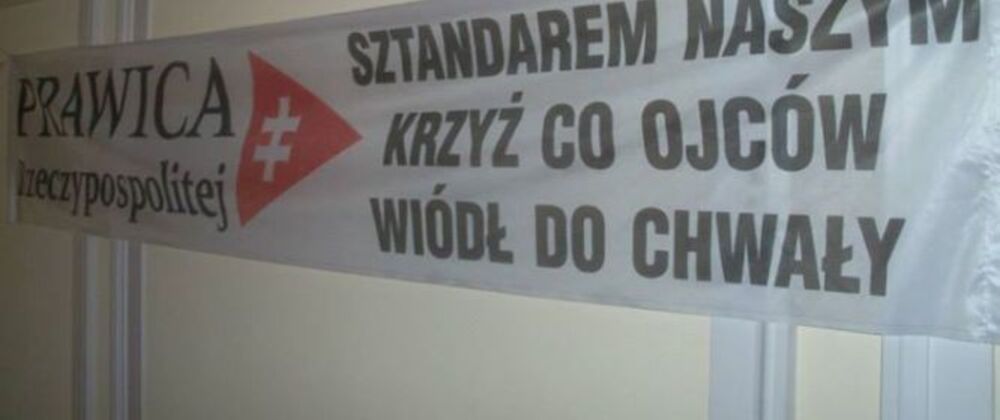 PRAWICA
Rzeczypospolitej
SZTANDAREM NASZYM
KRZYŻ CO OJCÓW
WIÓDŁ DO CHWAŁY